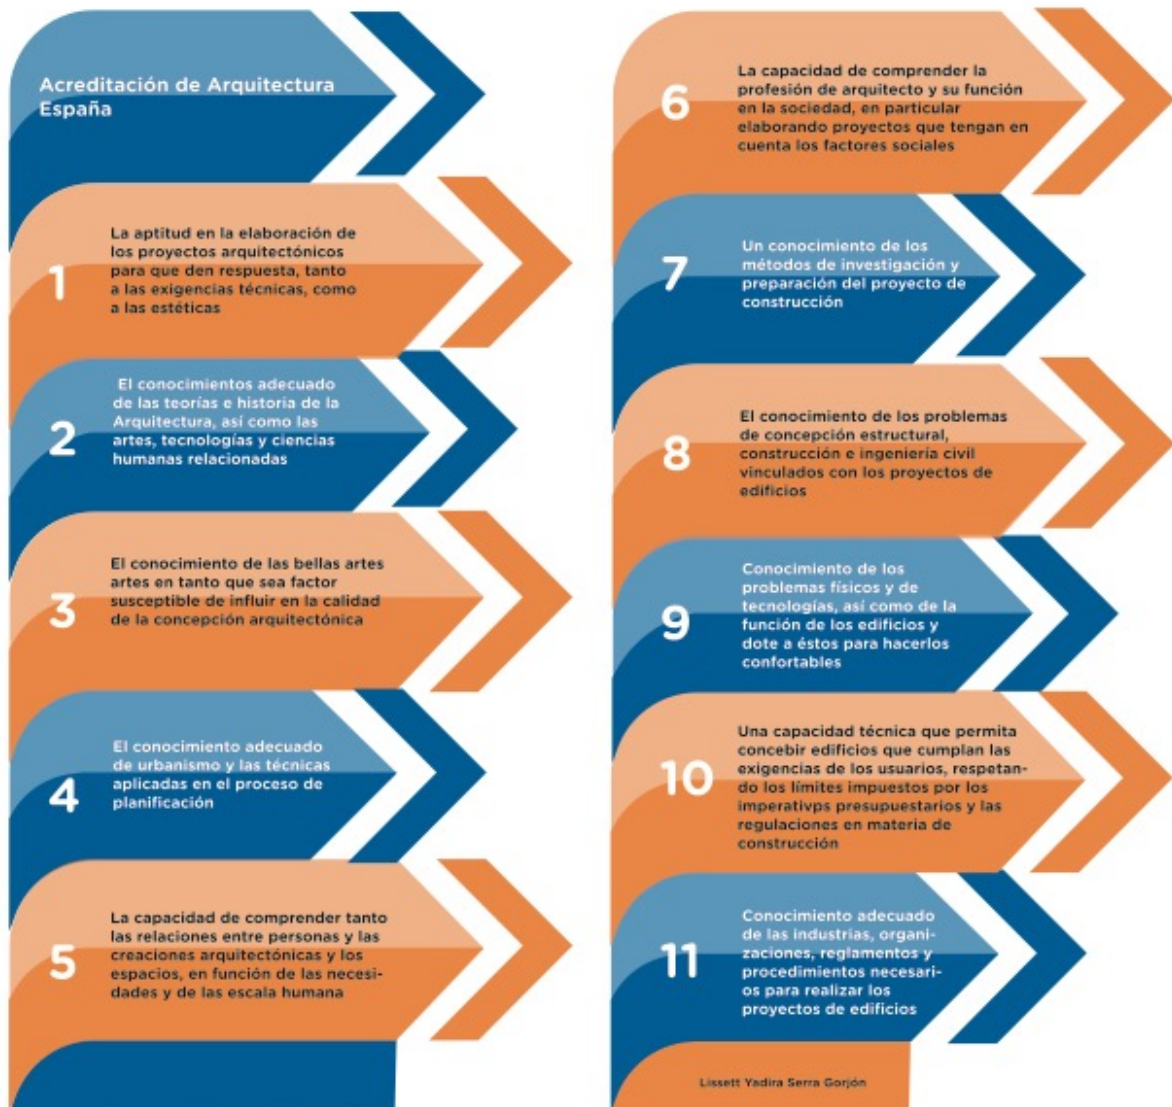 Acreditación de Arquitectura
España
1
La aptitud en la elaboración de
los proyectos arquitectónicos
para que den respuesta, tanto
a las exigencias técnicas, como
a las estéticas
2
El conocimientos adecuado
de las teorías e historia de la
Arquitectura, así como las
artes, tecnologías y ciencias
humanas relacionadas
3
El conocimiento de las bellas artes
artes en tanto que sea factor
susceptible de influir en la calidad
de la concepción arquitectónica
4
El conocimiento adecuado
de urbanismo y las técnicas
aplicadas en el proceso de
planificación
5
La capacidad de comprender tanto
las relaciones entre personas y las
creaciones arquitectónicas y los
espacios, en función de las necesi-
dades y de las escala humana
6
La capacidad de comprender la
profesión de arquitecto y su función
en la sociedad, en particular
elaborando proyectos que tengan en
cuenta los factores sociales
7
Un conocimiento de los
métodos de investigación y
preparación del proyecto de
construcción
8
El conocimiento de los problemas
de concepción estructural,
construcción e ingeniería civil
vinculados con los proyectos de
edificios
9
Conocimiento de los
problemas físicos y de
tecnologías, así como de la
función de los edificios y
dote a éstos para hacerlos
confortables
10
Una capacidad técnica que permita
concebir edificios que cumplan las
exigencias de los usuarios, respetan-
do los límites impuestos por los
imperativps presupuestarios y las
regulaciones en materia de
construcción
11
Conocimiento adecuado
de las industrias, organi-
zaciones, reglamentos y
procedimientos necesari-
os para realizar los
proyectos de edificios
Lissett Yadira Serra Gorjón